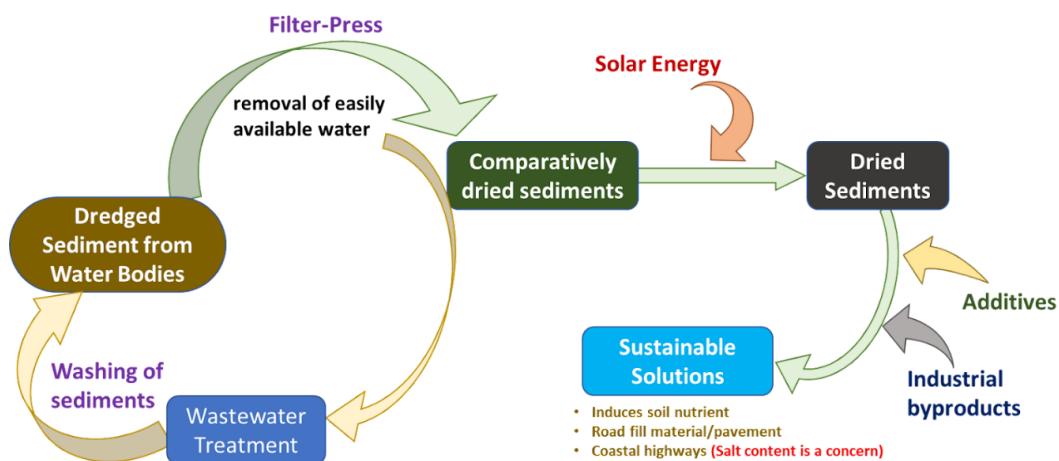 Filter-Press
removal of easily
available water
Solar Energy
Comparatively
dried sediments
Dried
Sediments
Dredged
Sediment from
Water Bodies
Additives
Sustainable
Solutions
Washing of
sediments
Industrial
byproducts
Wastewater
Treatment
• Induces soil nutrient
• Road fill material/pavement
• Coastal highways (Salt content is a concern)